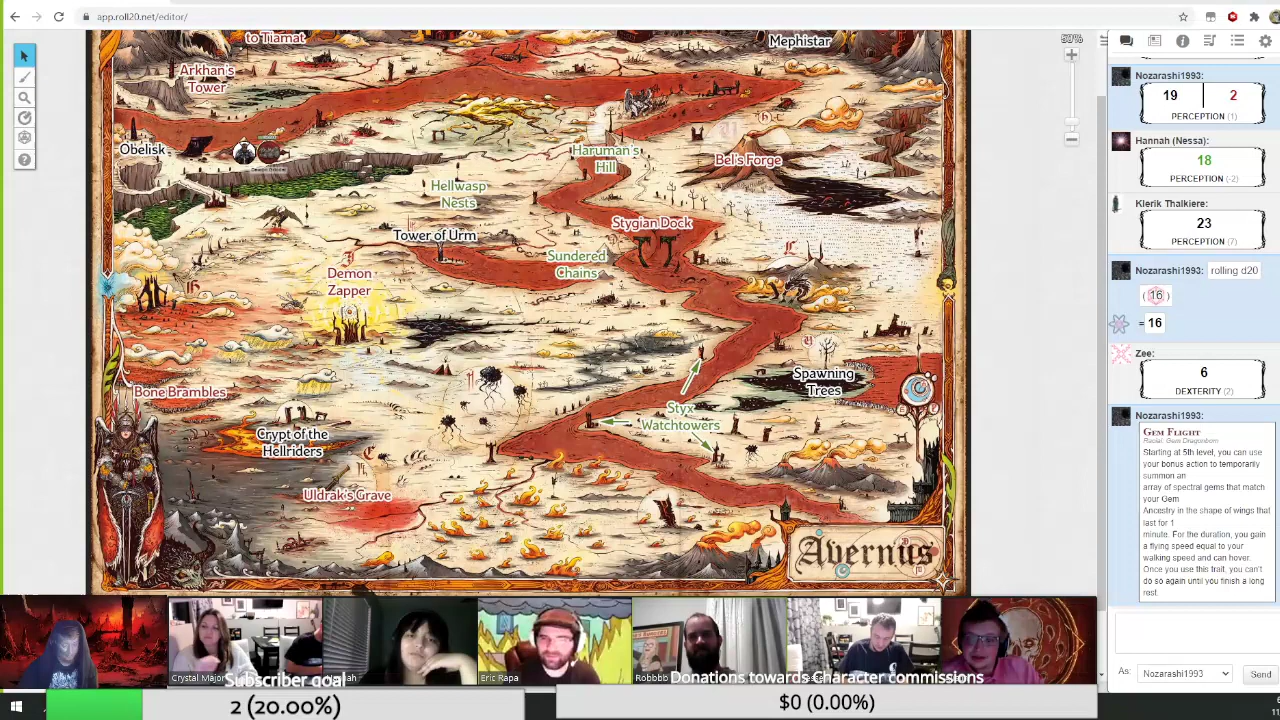 app.roll20.net/editor/
to Tiamat
Mephistar
59%
Arkhan's
Tower
Obelisk
Haruman's
Hill
Bel's Forge
Hellwasp
Nests
Stygian Dock
Tower of Urm
Sundered
Chains
Demon
Zapper
Spawning
Trees
Bone Brambles
Styx
Watchtowers
Crypt of the
Hellriders
Uldrak's Grave
Avernus
Nozarashi1993:
19 2
PERCEPTION (1)
Hannah (Nessa):
18
PERCEPTION (-2)
Klerik Thalkiere:
23
PERCEPTION (7)
Nozarashi1993: rolling d20
(16)
= 16
Zee:
6
DEXTERITY (2)
Nozarashi1993:
Gem Flight
Racial: Gem Dragonborn
Starting at 5th level, you can use
your bonus action to temporarily
summon an
array of spectral gems that match
your Gem
Ancestry in the shape of wings that
last for 1
minute. For the duration, you gain
a flying speed equal to your
walking speed and can hover.
Once you use this trait, you can't
do so again until you finish a long
rest.
As: Nozarashi1993 Send
Crystal Major
Eric Rapa
Robbbb
Subscriber goal
2 (20.00%)
Donations towards Character commissions
$0 (0.00%)